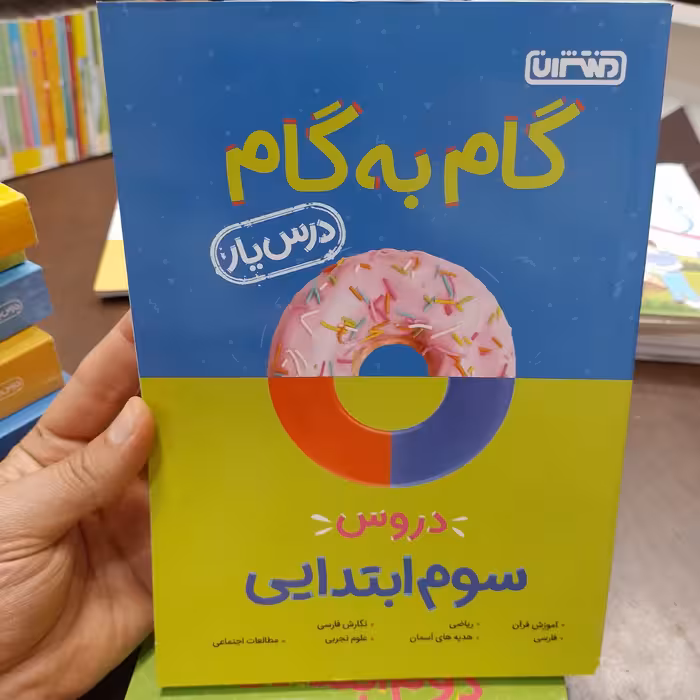 منتشران
گام به گام
درس یار
دروس
سوم ابتدایی
• آموزش قرآن • ریاضی • نگارش فارسی
• فارسی • هدیه های آسمان • علوم تجربی • مطالعات اجتماعی